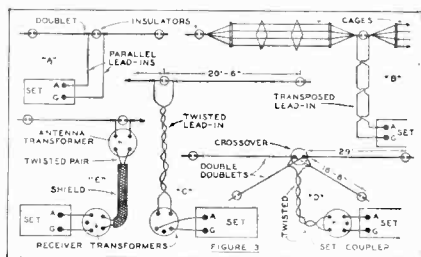 DOUBLET
INSULATORS
CAGES
PARALLEL
LEAD-INS
"A"
SET
A
G
20'-6"
TRANSPOSED
LEAD-IN
"B"
A
G
SET
ANTENNA
TRANSFORMER
TWISTED PAIR
SHIELD
"E"
TWISTED
LEAD-IN
"C"
CROSSOVER
29'
DOUBLE
DOUBLETS
16'-6"
TWISTED
"D"
SET
A
G
A
G
SET
A
G
SET
RECEIVER TRANSFORMERS
FIGURE 3
SET COUPLER